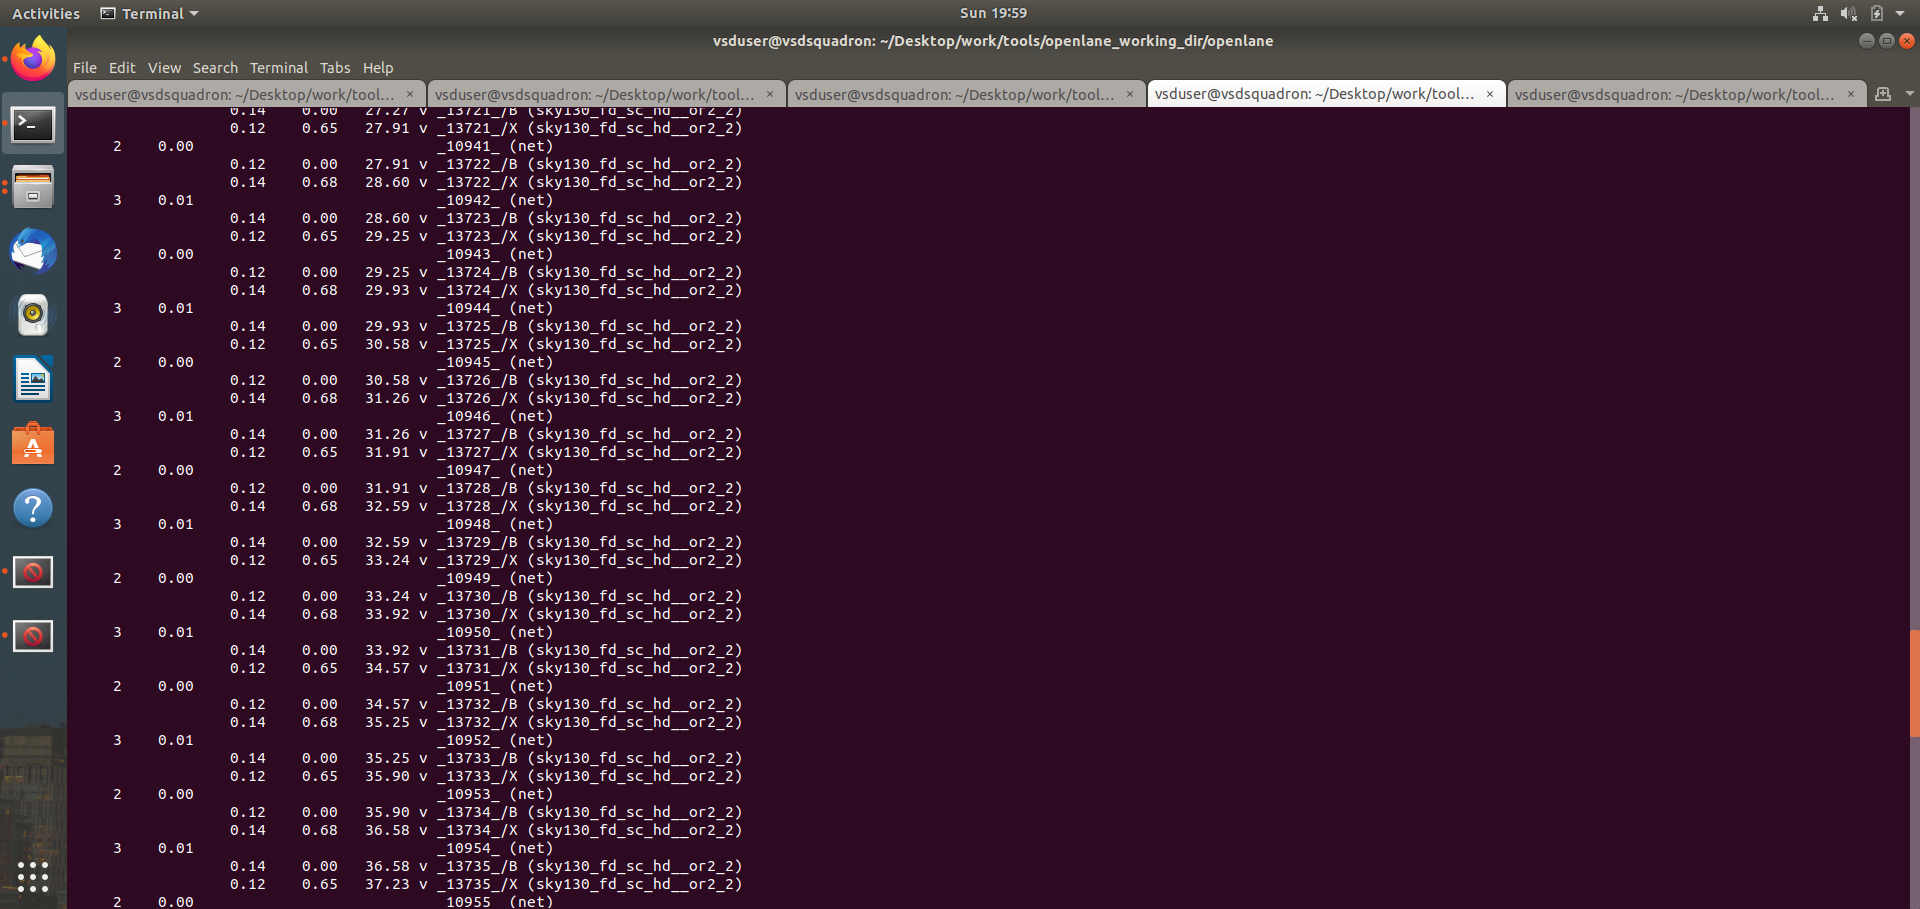 Activities Terminal Sun 19:59
vsduser@vsdsquadron: ~/Desktop/work/tools/openlane_working_dir/openlane
File Edit View Search Terminal Tabs Help
vsduser@vsdsquadron: ~/Desktop/work/tool... × vsduser@vsdsquadron: ~/Desktop/work/tool... × vsduser@vsdsquadron: ~/Desktop/work/tool... × vsduser@vsdsquadron: ~/Desktop/work/tool... × vsduser@vsdsquadron: ~/Desktop/work/tool... ×
0.14 0.00 27.27 v _13721_/B (sky130_fd_sc_hd__or2_2)
0.12 0.65 27.91 v _13721_/X (sky130_fd_sc_hd__or2_2)
2 0.00 _10941_ (net)
0.12 0.00 27.91 v _13722_/B (sky130_fd_sc_hd__or2_2)
0.14 0.68 28.60 v _13722_/X (sky130_fd_sc_hd__or2_2)
3 0.01 _10942_ (net)
0.14 0.00 28.60 v _13723_/B (sky130_fd_sc_hd__or2_2)
0.12 0.65 29.25 v _13723_/X (sky130_fd_sc_hd__or2_2)
2 0.00 _10943_ (net)
0.12 0.00 29.25 v _13724_/B (sky130_fd_sc_hd__or2_2)
0.14 0.68 29.93 v _13724_/X (sky130_fd_sc_hd__or2_2)
3 0.01 _10944_ (net)
0.14 0.00 29.93 v _13725_/B (sky130_fd_sc_hd__or2_2)
0.12 0.65 30.58 v _13725_/X (sky130_fd_sc_hd__or2_2)
2 0.00 _10945_ (net)
0.12 0.00 30.58 v _13726_/B (sky130_fd_sc_hd__or2_2)
0.14 0.68 31.26 v _13726_/X (sky130_fd_sc_hd__or2_2)
3 0.01 _10946_ (net)
0.14 0.00 31.26 v _13727_/B (sky130_fd_sc_hd__or2_2)
0.12 0.65 31.91 v _13727_/X (sky130_fd_sc_hd__or2_2)
2 0.00 _10947_ (net)
0.12 0.00 31.91 v _13728_/B (sky130_fd_sc_hd__or2_2)
0.14 0.68 32.59 v _13728_/X (sky130_fd_sc_hd__or2_2)
3 0.01 _10948_ (net)
0.14 0.00 32.59 v _13729_/B (sky130_fd_sc_hd__or2_2)
0.12 0.65 33.24 v _13729_/X (sky130_fd_sc_hd__or2_2)
2 0.00 _10949_ (net)
0.12 0.00 33.24 v _13730_/B (sky130_fd_sc_hd__or2_2)
0.14 0.68 33.92 v _13730_/X (sky130_fd_sc_hd__or2_2)
3 0.01 _10950_ (net)
0.14 0.00 33.92 v _13731_/B (sky130_fd_sc_hd__or2_2)
0.12 0.65 34.57 v _13731_/X (sky130_fd_sc_hd__or2_2)
2 0.00 _10951_ (net)
0.12 0.00 34.57 v _13732_/B (sky130_fd_sc_hd__or2_2)
0.14 0.68 35.25 v _13732_/X (sky130_fd_sc_hd__or2_2)
3 0.01 _10952_ (net)
0.14 0.00 35.25 v _13733_/B (sky130_fd_sc_hd__or2_2)
0.12 0.65 35.90 v _13733_/X (sky130_fd_sc_hd__or2_2)
2 0.00 _10953_ (net)
0.12 0.00 35.90 v _13734_/B (sky130_fd_sc_hd__or2_2)
0.14 0.68 36.58 v _13734_/X (sky130_fd_sc_hd__or2_2)
3 0.01 _10954_ (net)
0.14 0.00 36.58 v _13735_/B (sky130_fd_sc_hd__or2_2)
0.12 0.65 37.23 v _13735_/X (sky130_fd_sc_hd__or2_2)
2 0.00 _10955_ (net)